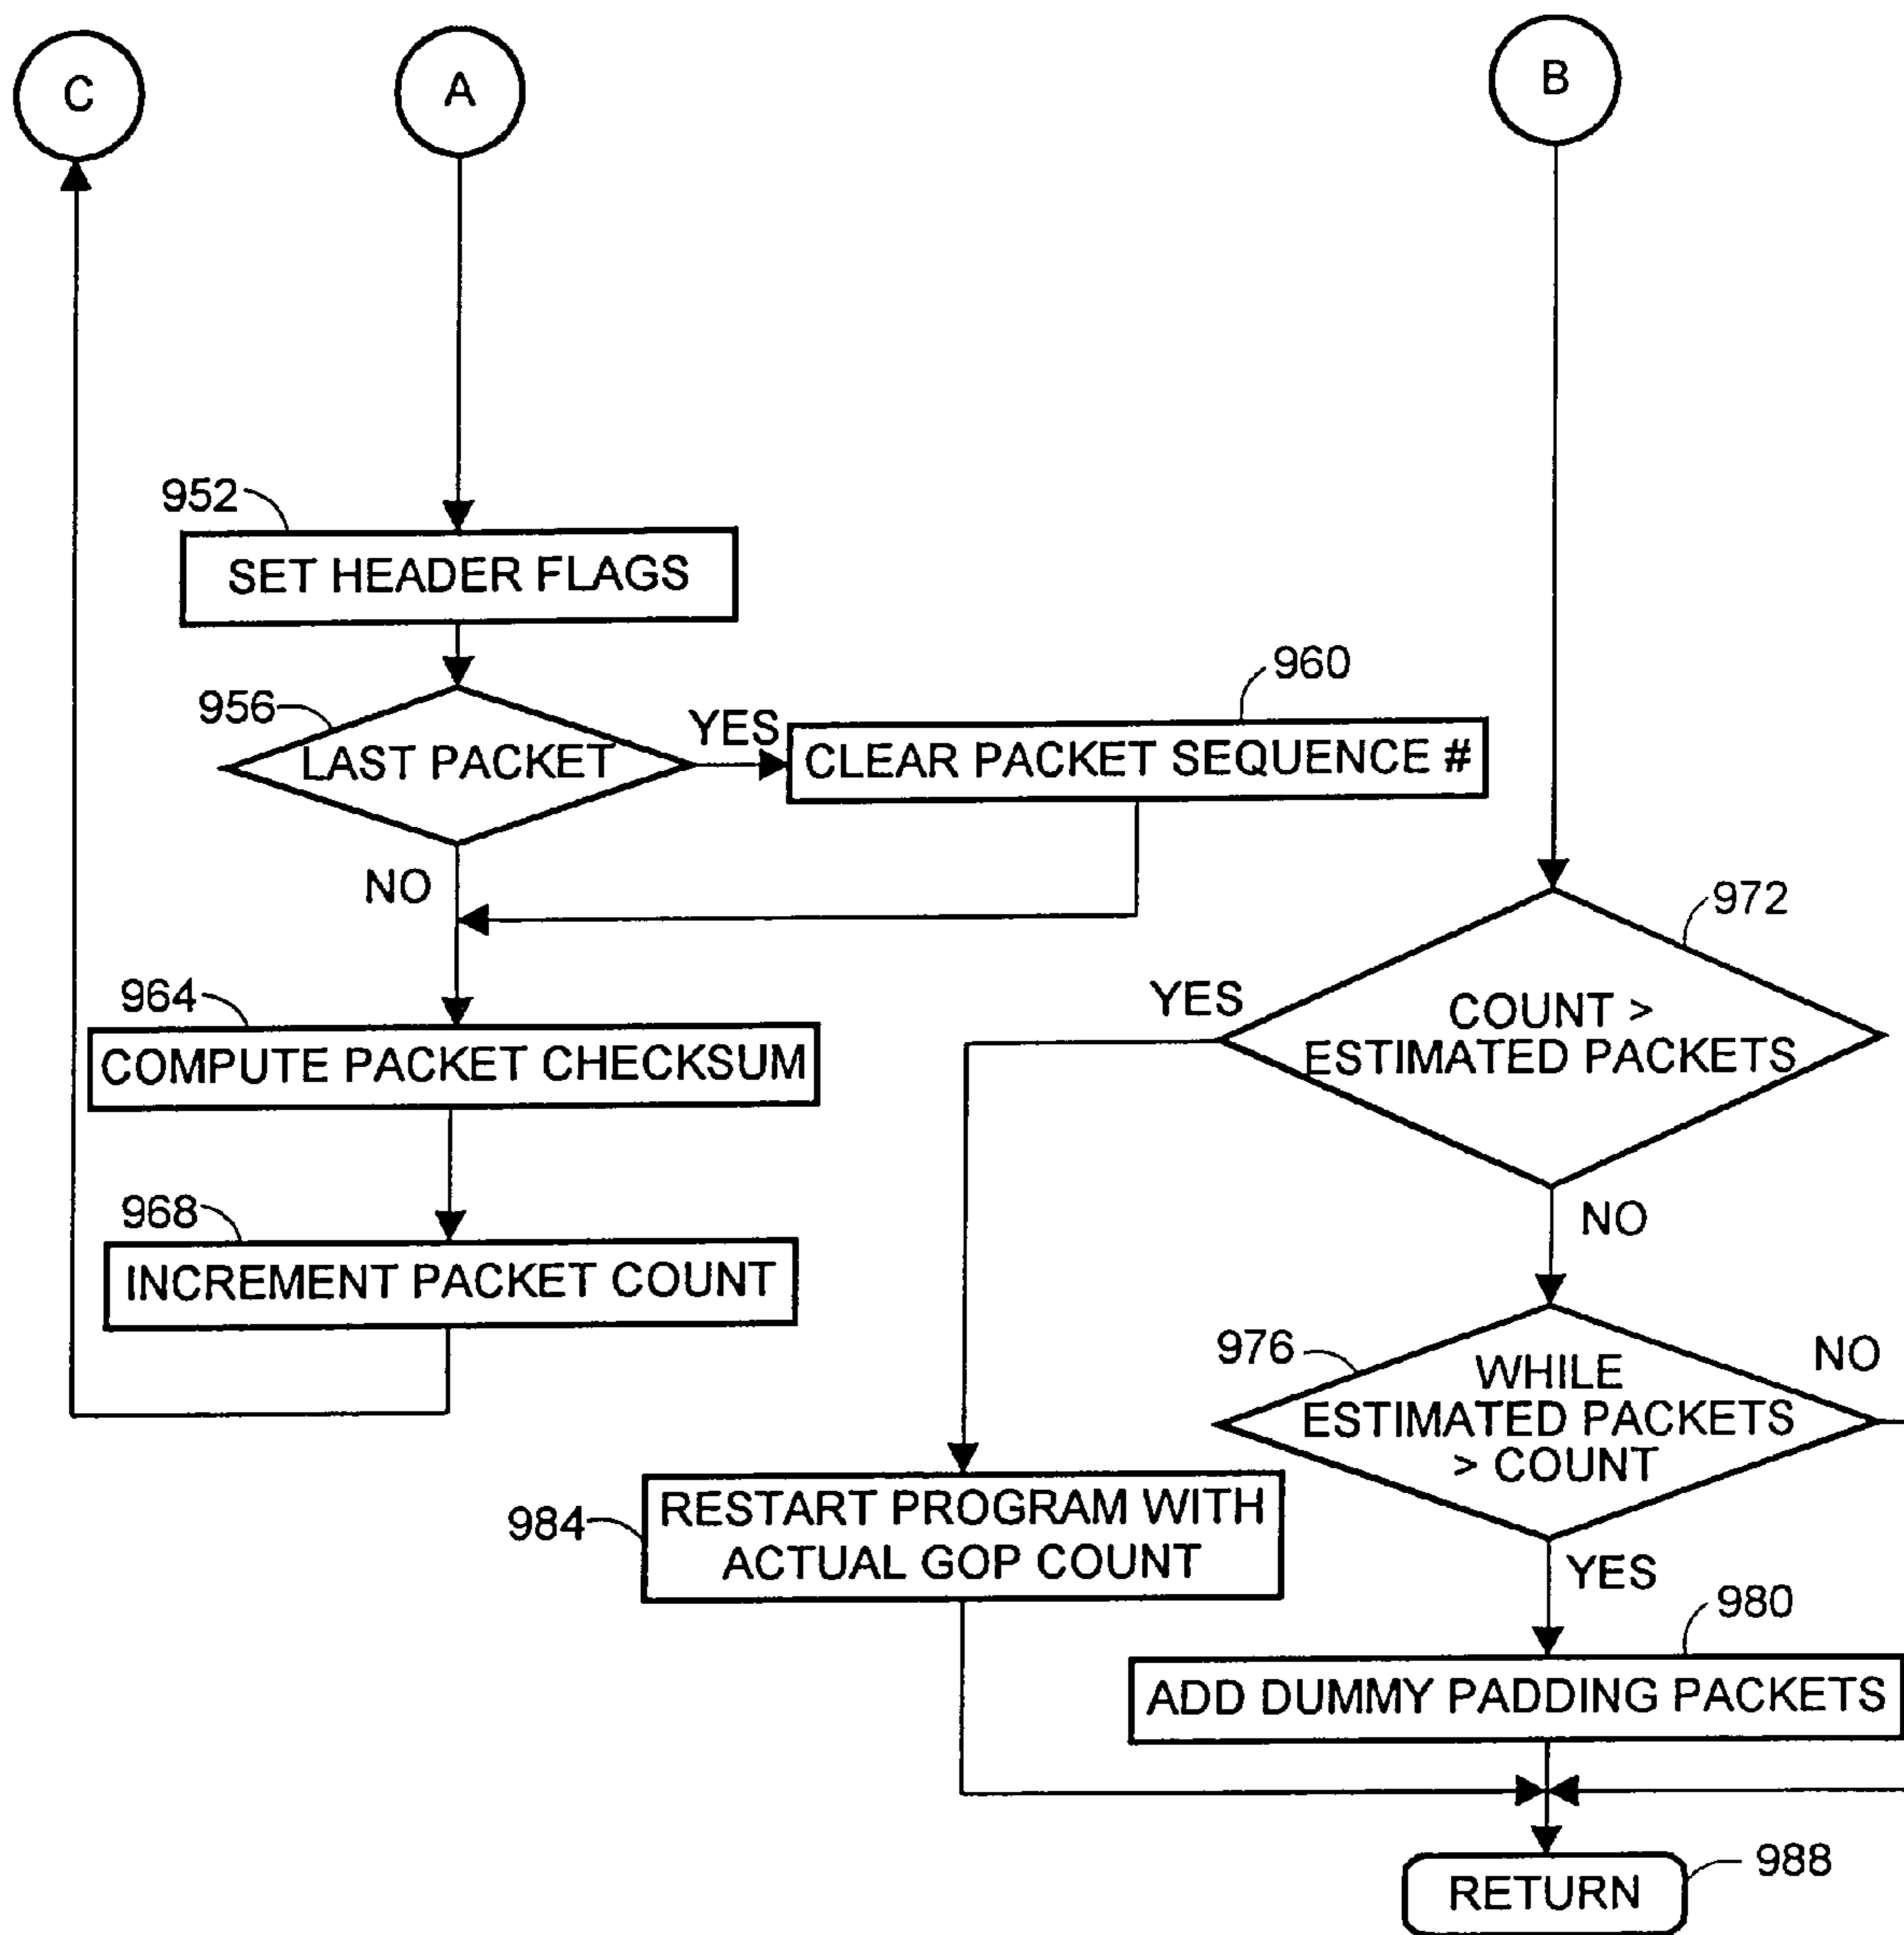 C
A
B
952
SET HEADER FLAGS
956
LAST PACKET
YES
960
CLEAR PACKET SEQUENCE #
NO
972
COUNT >
ESTIMATED PACKETS
YES
964
COMPUTE PACKET CHECKSUM
NO
968
INCREMENT PACKET COUNT
976
WHILE
ESTIMATED PACKETS
> COUNT
NO
984
RESTART PROGRAM WITH
ACTUAL GOP COUNT
YES
980
ADD DUMMY PADDING PACKETS
RETURN
988